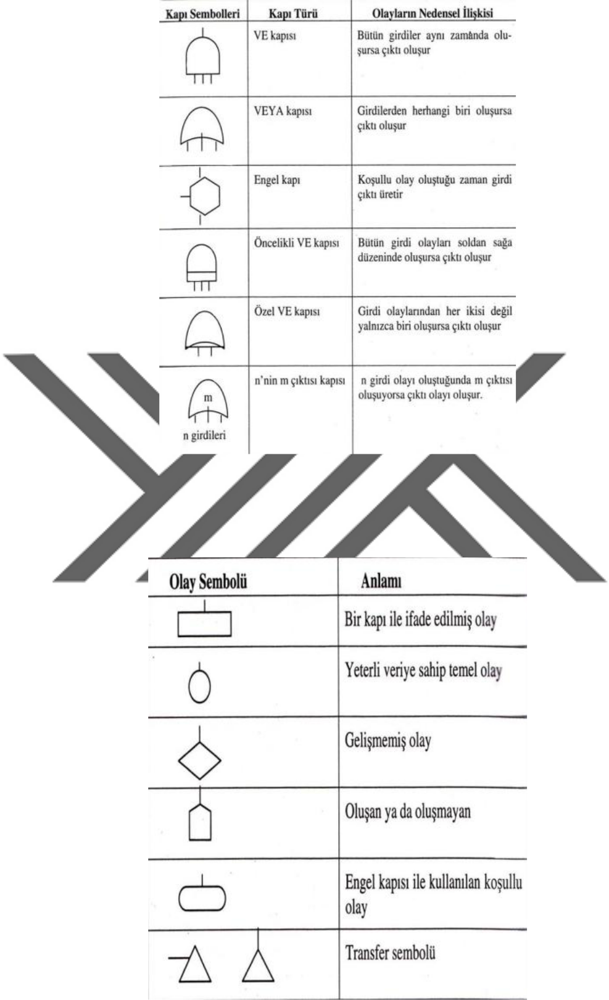 Kapı Sembolleri Kapı Türü Olayların Nedensel İlişkisi
VE kapısı Bütün girdiler aynı zamanda olu-
şursa çıktı oluşur
VEYA kapısı Girdilerden herhangi biri oluşursa
çıktı oluşur
Engel kapı Koşullu olay oluştuğu zaman girdi
çıktı üretir
Öncelikli VE kapısı Bütün girdi olayları soldan sağa
düzeninde oluşursa çıktı oluşur
Özel VE kapısı Girdi olaylarından her ikisi değil
yalnızca biri oluşursa çıktı oluşur
m n'nin m çıktısı kapısı n girdi olayı oluştuğunda m çıktısı
oluşuyorsa çıktı olayı oluşur.
n girdileri
Olay Sembolü Anlamı
Bir kapı ile ifade edilmiş olay
Yeterli veriye sahip temel olay
Gelişmemiş olay
Oluşan ya da oluşmayan
Engel kapısı ile kullanılan koşullu
olay
Transfer sembolü